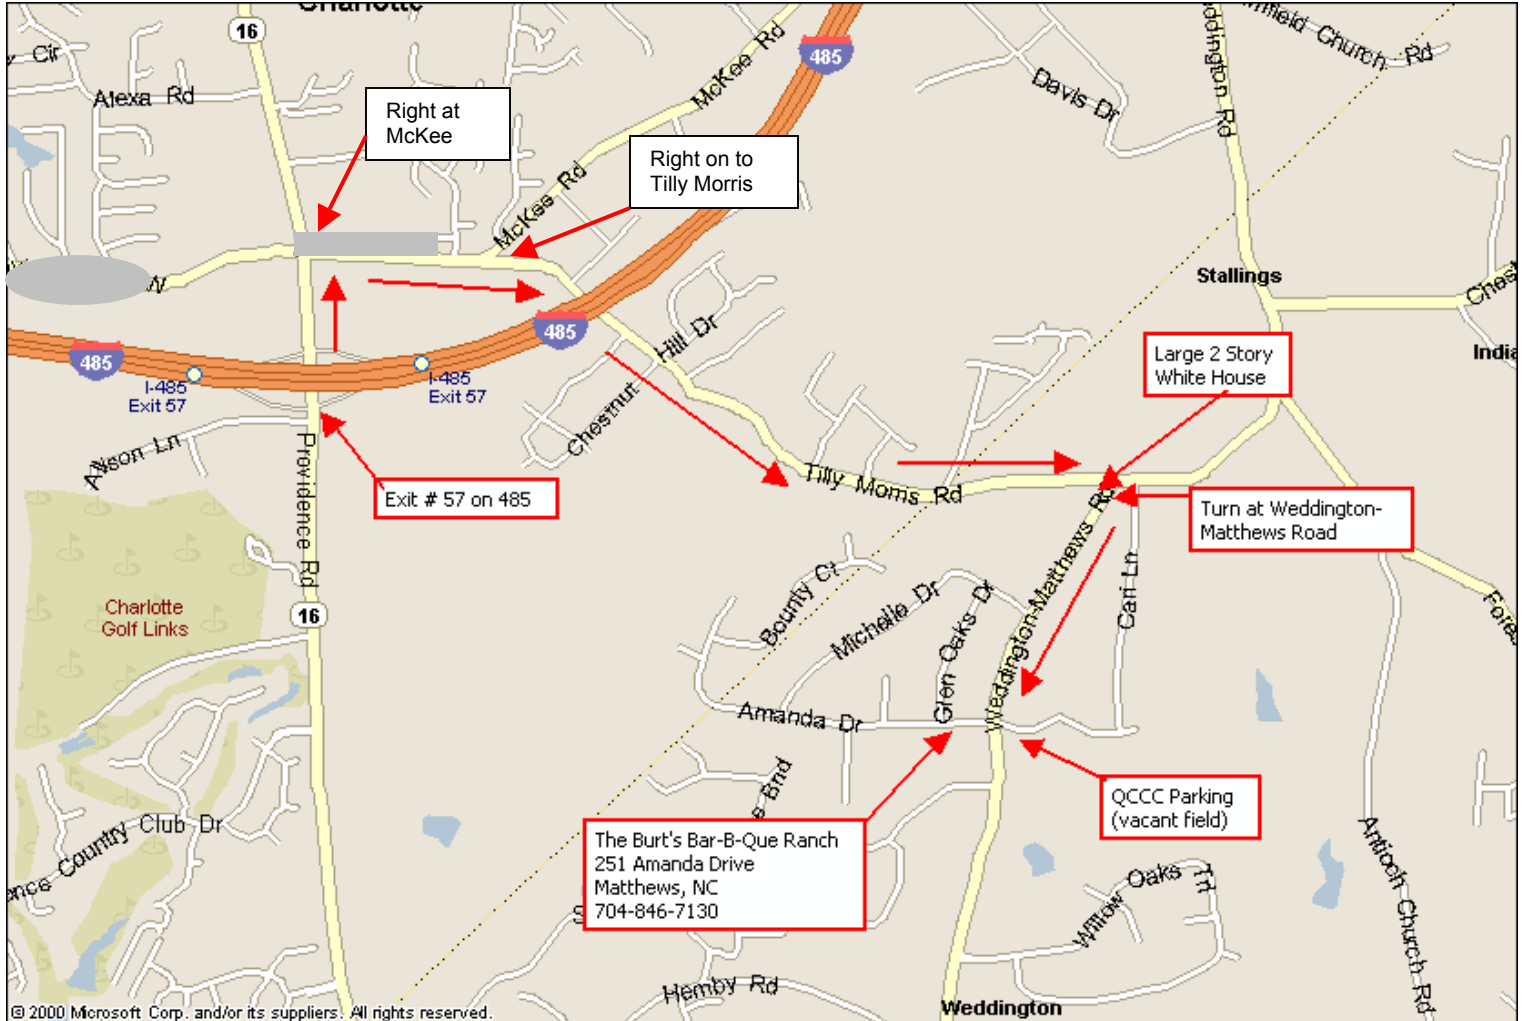 Charlotte
16
Cir
Alexa Rd
Right at
McKee
McKee Rd
485
Right on to
Tilly Morris
McKee Rd
Davis Dr
Church Rd
Weddington Rd
Stallings
W
485
485
I-485
Exit 57
I-485
Exit 57
Hill Dr
Chestnut
Anson Ln
Providence Rd
Exit # 57 on 485
Large 2 Story
White House
Tilly Morris Rd
Turn at Weddington-
Matthews Road
Weddington-Matthews Rd
Cari Ln
Charlotte
Golf Links
16
Bounty Ct
Michelle Dr
Glen Oaks Dr
Amanda Dr
QCCC Parking
(vacant field)
The Burt's Bar-B-Que Ranch
251 Amanda Drive
Matthews, NC
704-846-7130
Bnd
Country Club Dr
Willow Oaks Trl
Antioch Church Rd
Hemby Rd
Weddington
© 2000 Microsoft Corp. and/or its suppliers. All rights reserved.